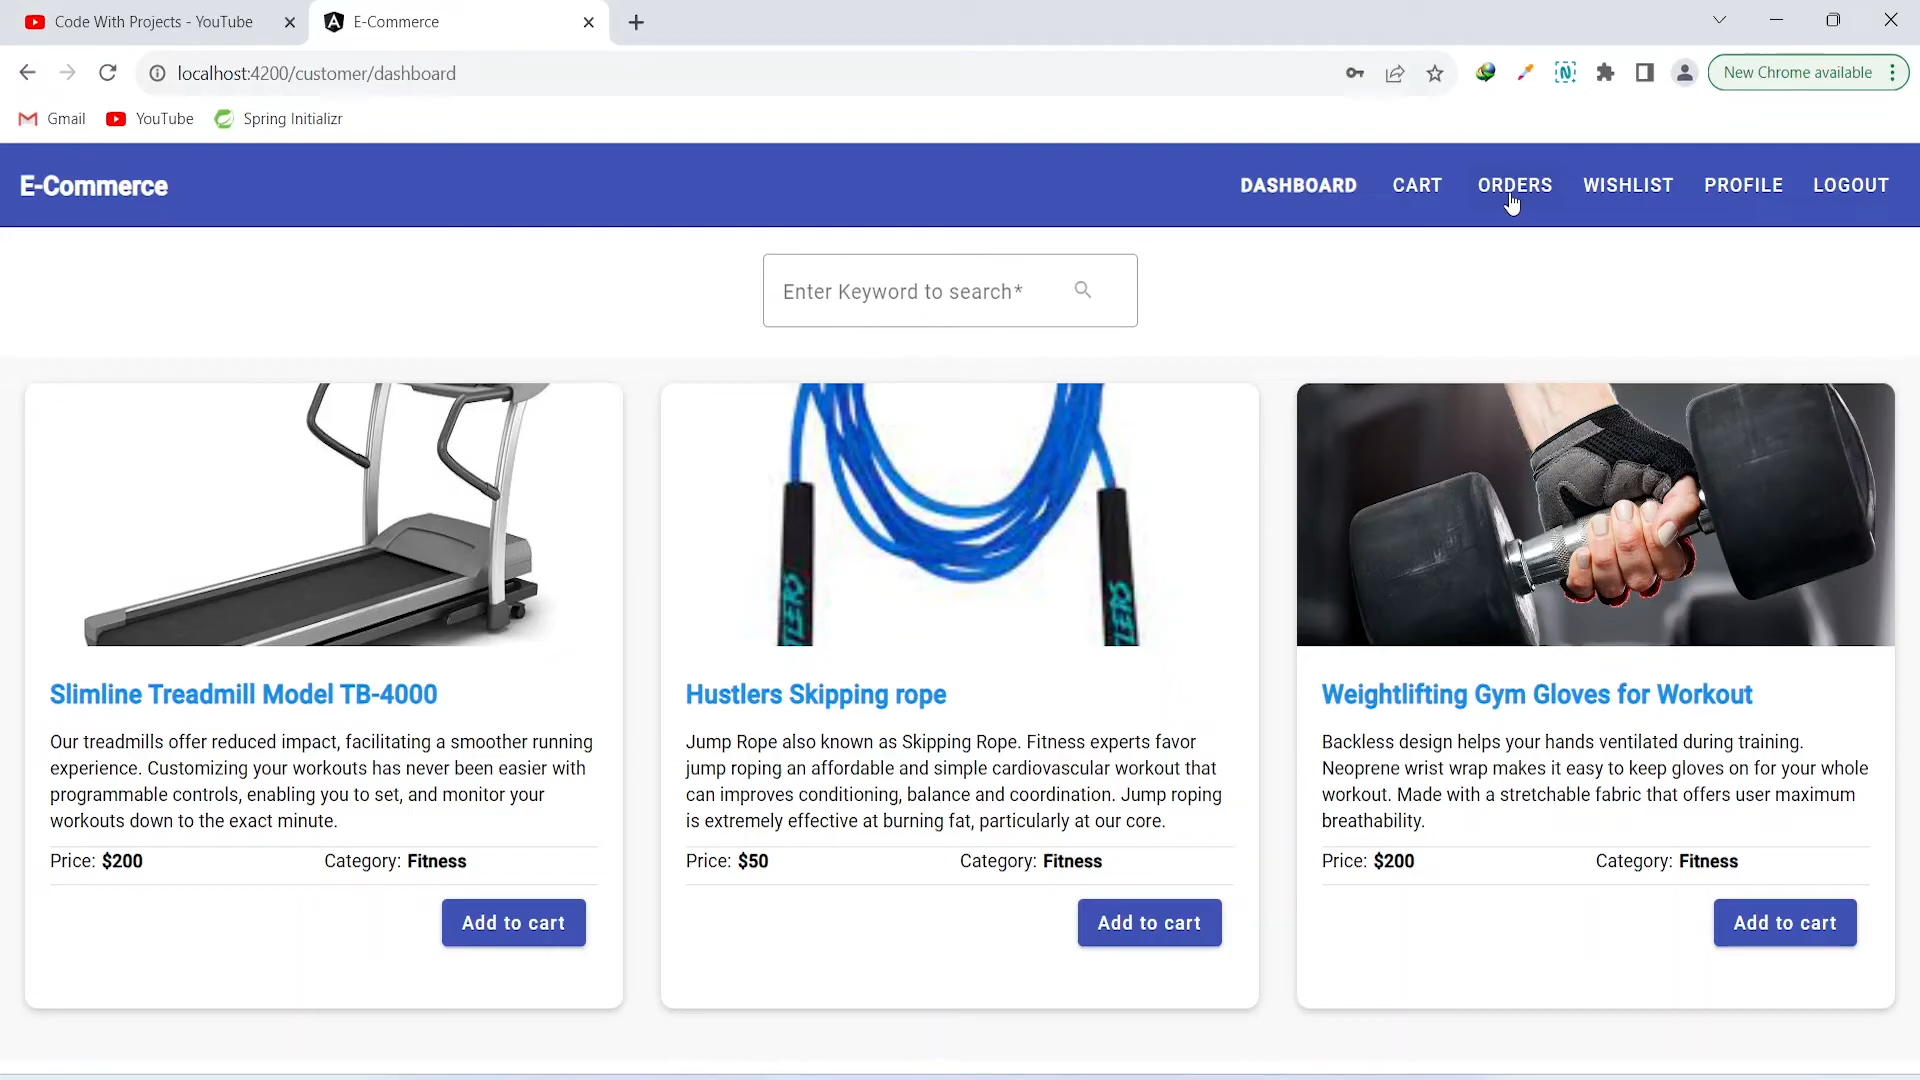 Code With Projects - YouTube
E-Commerce
localhost:4200/customer/dashboard
New Chrome available
Gmail
YouTube
Spring Initializr
E-Commerce
DASHBOARD
CART
ORDERS
WISHLIST
PROFILE
LOGOUT
Enter Keyword to search*
Slimline Treadmill Model TB-4000
Our treadmills offer reduced impact, facilitating a smoother running
experience. Customizing your workouts has never been easier with
programmable controls, enabling you to set, and monitor your
workouts down to the exact minute.
Price: $200
Category: Fitness
Add to cart
Hustlers Skipping rope
Jump Rope also known as Skipping Rope. Fitness experts favor
jump roping an affordable and simple cardiovascular workout that
can improves conditioning, balance and coordination. Jump roping
is extremely effective at burning fat, particularly at our core.
Price: $50
Category: Fitness
Add to cart
Weightlifting Gym Gloves for Workout
Backless design helps your hands ventilated during training.
Neoprene wrist wrap makes it easy to keep gloves on for your whole
workout. Made with a stretchable fabric that offers user maximum
breathability.
Price: $200
Category: Fitness
Add to cart